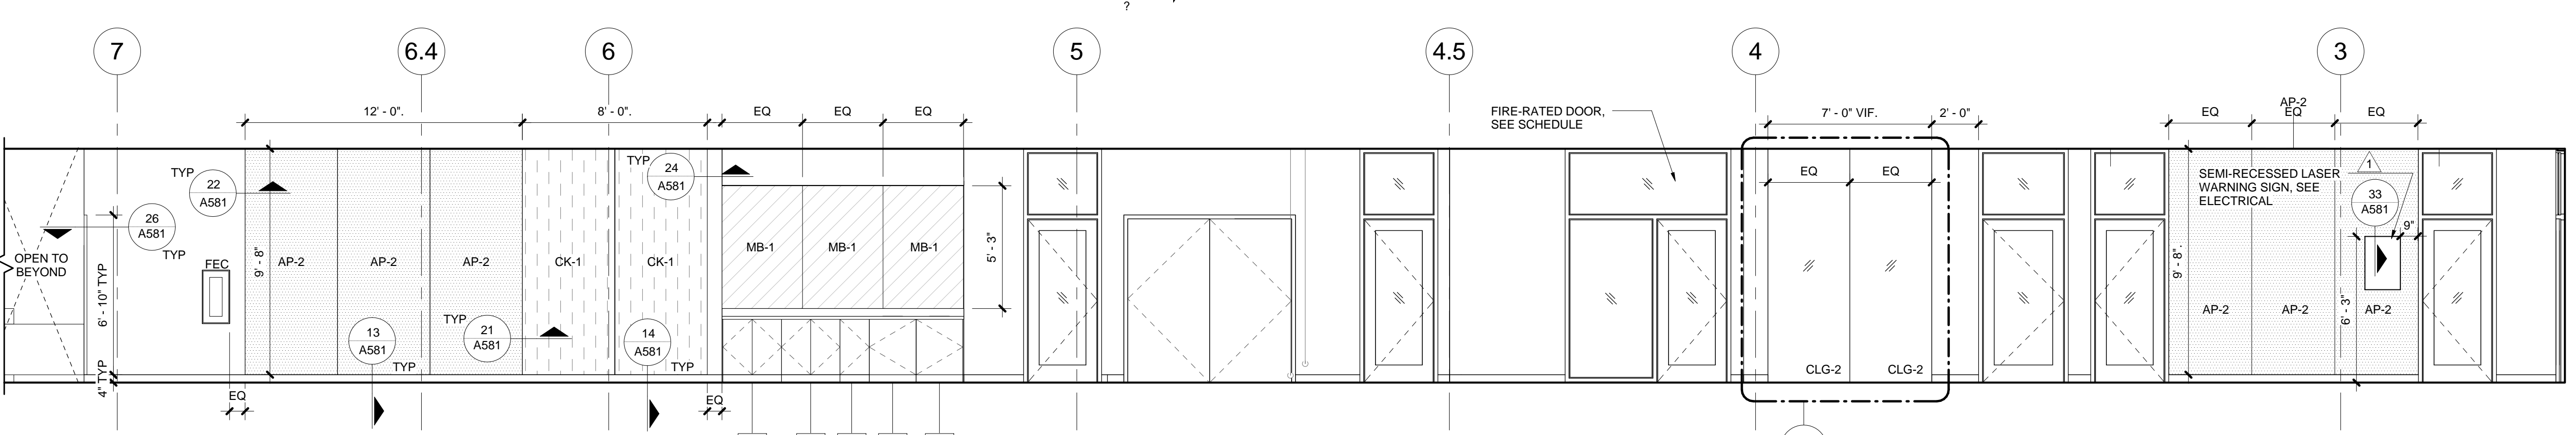 ?
7
6.4
6
5
4.5
4
3
12' - 0".
8' - 0".
EQ
EQ
EQ
FIRE-RATED DOOR,
SEE SCHEDULE
7' - 0" VIF.
2' - 0"
AP-2
EQ
EQ
EQ
TYP
22
A581
26
A581
TYP
OPEN TO
BEYOND
FEC
6' - 10" TYP
4" TYP
EQ
9' - 8"
AP-2
AP-2
AP-2
13
A581
TYP
TYP
21
A581
CK-1
CK-1
TYP
24
A581
14
A581
TYP
EQ
MB-1
MB-1
MB-1
5' - 3"
EQ
EQ
CLG-2
CLG-2
9' - 8".
1
SEMI-RECESSED LASER
WARNING SIGN, SEE
ELECTRICAL
33
A581
9"
6' - 3"
AP-2
AP-2
AP-2